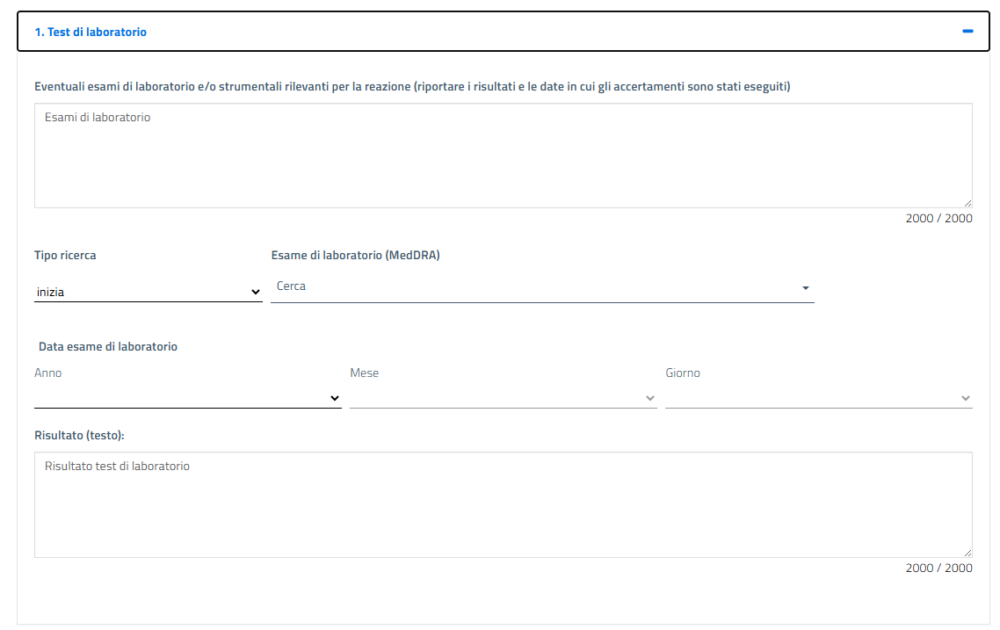 1. Test di laboratorio
Eventuali esami di laboratorio e/o strumentali rilevanti per la reazione (riportare i risultati e le date in cui gli accertamenti sono stati eseguiti)
Esami di laboratorio
2000 / 2000
Tipo ricerca
Esame di laboratorio (MedDRA)
inizia
Cerca
Data esame di laboratorio
Anno
Mese
Giorno
Risultato (testo):
Risultato test di laboratorio
2000 / 2000